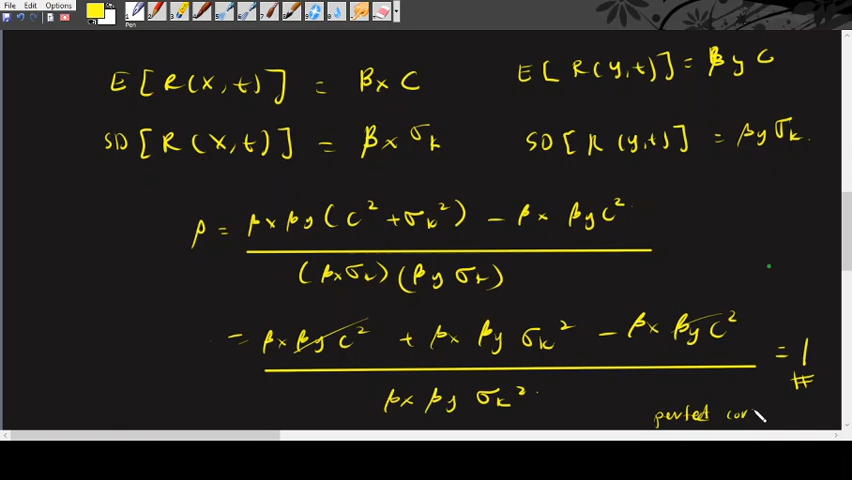 File Edit Options
Pen
E[R(x,t)] = βx C
E[R(y,t)] = βy C
SD[R(x,t)] = βx σk
SD[R(y,t)] = βy σk.
ρ = βx βy (C² + σk²) - βx βy C²
(βx σk)(βy σk)
= βx βy C² + βx βy σk² - βx βy C²
= 1
βx βy σk²
#
perfect cor